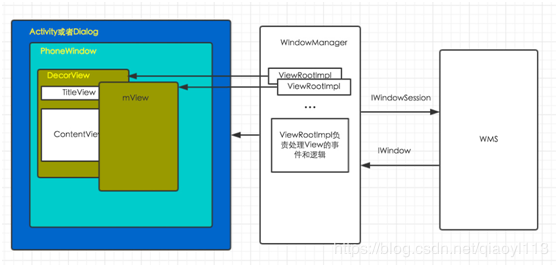 Activity或者Dialog
PhoneWindow
DecorView
TitleView
ContentView
mView
WindowManager
ViewRootImpl
ViewRootImpl
...
ViewRootImpl负
责处理View的事
件和逻辑
IWindowSession
IWindow
WMS
https://blog.csdn.net/qiaoyl113